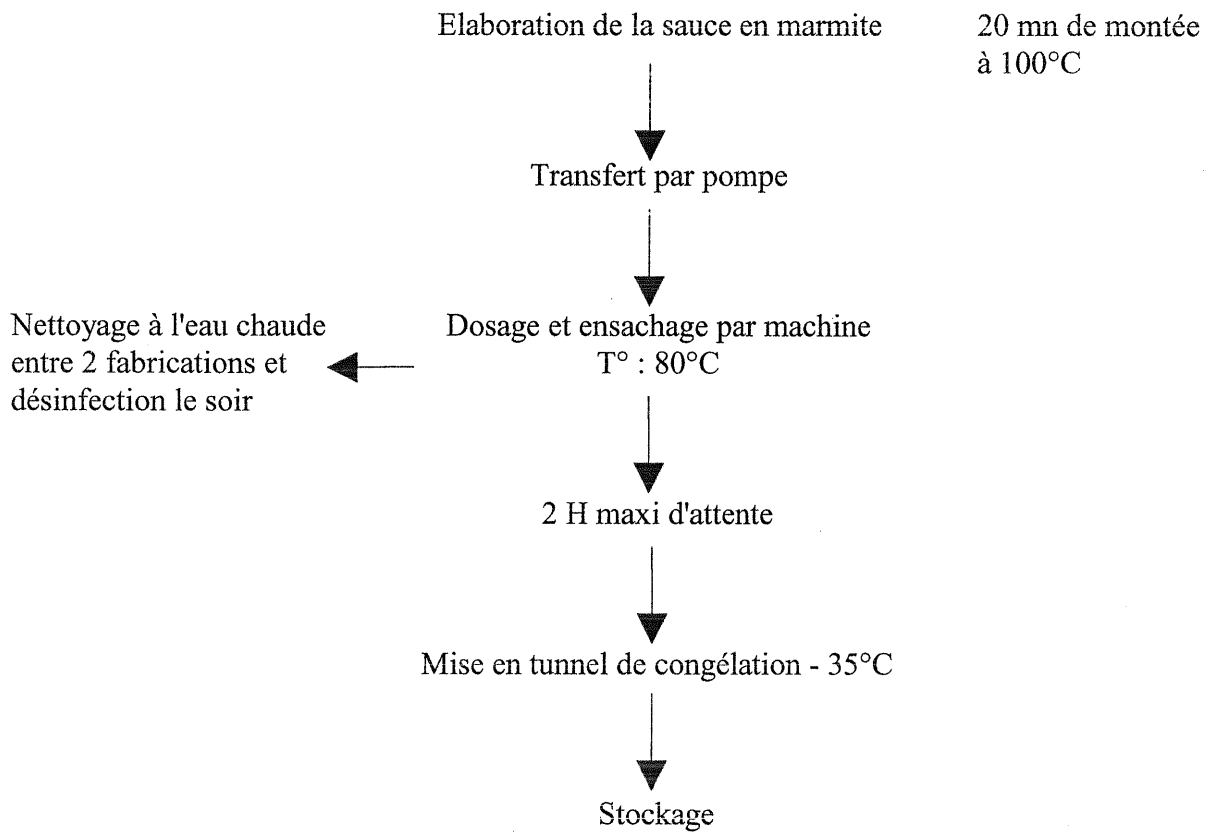 Elaboration de la sauce en marmite
20 mn de montée
à 100°C
Transfert par pompe
Nettoyage à l'eau chaude
entre 2 fabrications et
désinfection le soir
Dosage et ensachage par machine
T° : 80°C
2 H maxi d'attente
Mise en tunnel de congélation - 35°C
Stockage